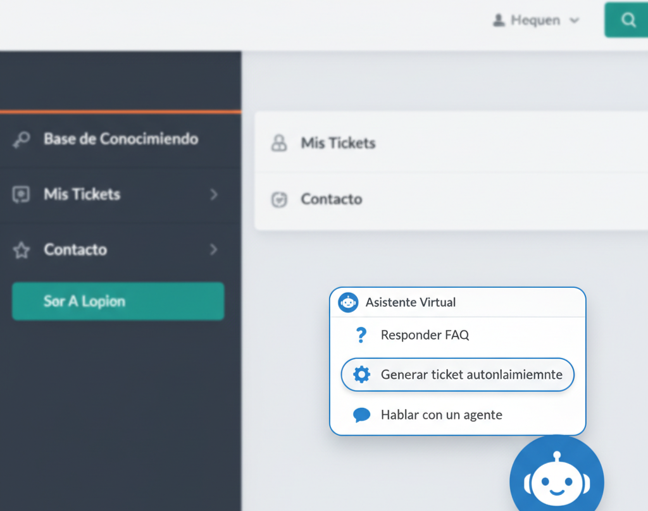 Hequen
Base de Conocimiento
Mis Tickets
Contacto
Sor A Lopion
Mis Tickets
Contacto
Asistente Virtual
Responder FAQ
Generar ticket autonlaimiemnte
Hablar con un agente